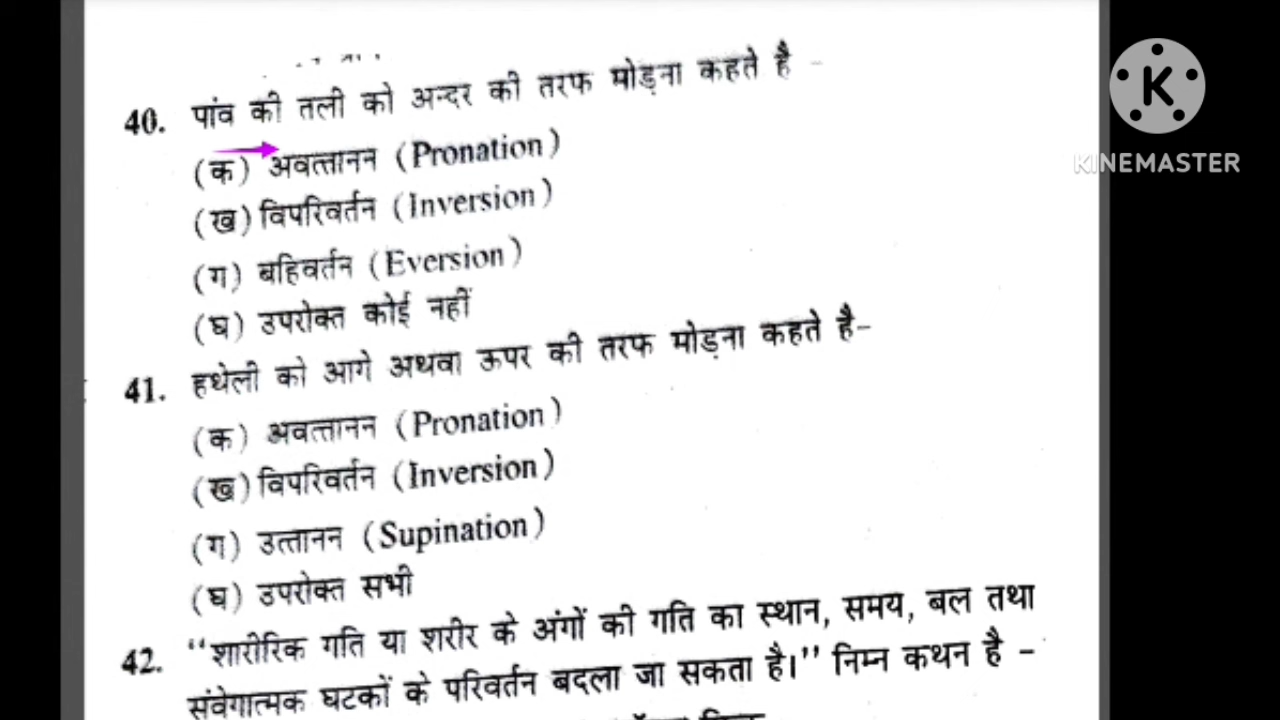 40. पांव की तली को अन्दर की तरफ मोड़ना कहते है –
(क) अवत्तानन (Pronation)
(ख) विपरिवर्तन (Inversion)
(ग) बहिवर्तन (Eversion)
(घ) उपरोक्त कोई नहीं
41. हथेली को आगे अथवा ऊपर की तरफ मोड़ना कहते है–
(क) अवत्तानन (Pronation)
(ख) विपरिवर्तन (Inversion)
(ग) उत्तानन (Supination)
(घ) उपरोक्त सभी
42. “शारीरिक गति या शरीर के अंगों की गति का स्थान, समय, बल तथा
संवेगात्मक घटकों के परिवर्तन बदला जा सकता है।” निम्न कथन है –
K
KINEMASTER